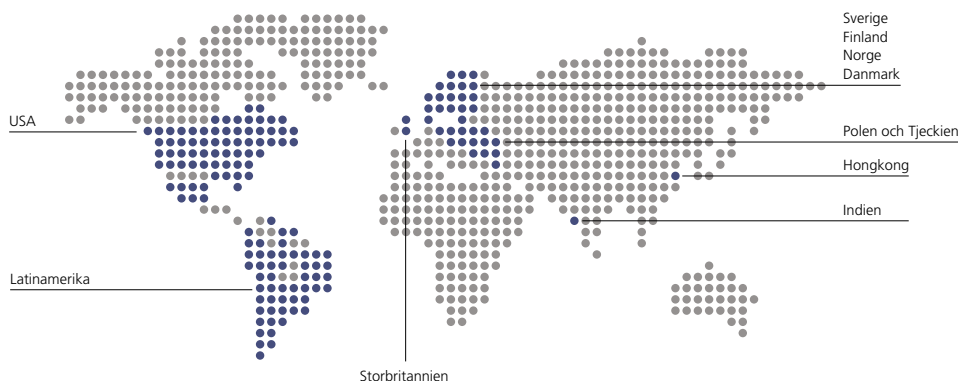 Sverige
Finland
Norge
Danmark
USA
Polen och Tjeckien
Hongkong
Indien
Latinamerika
Storbritannien